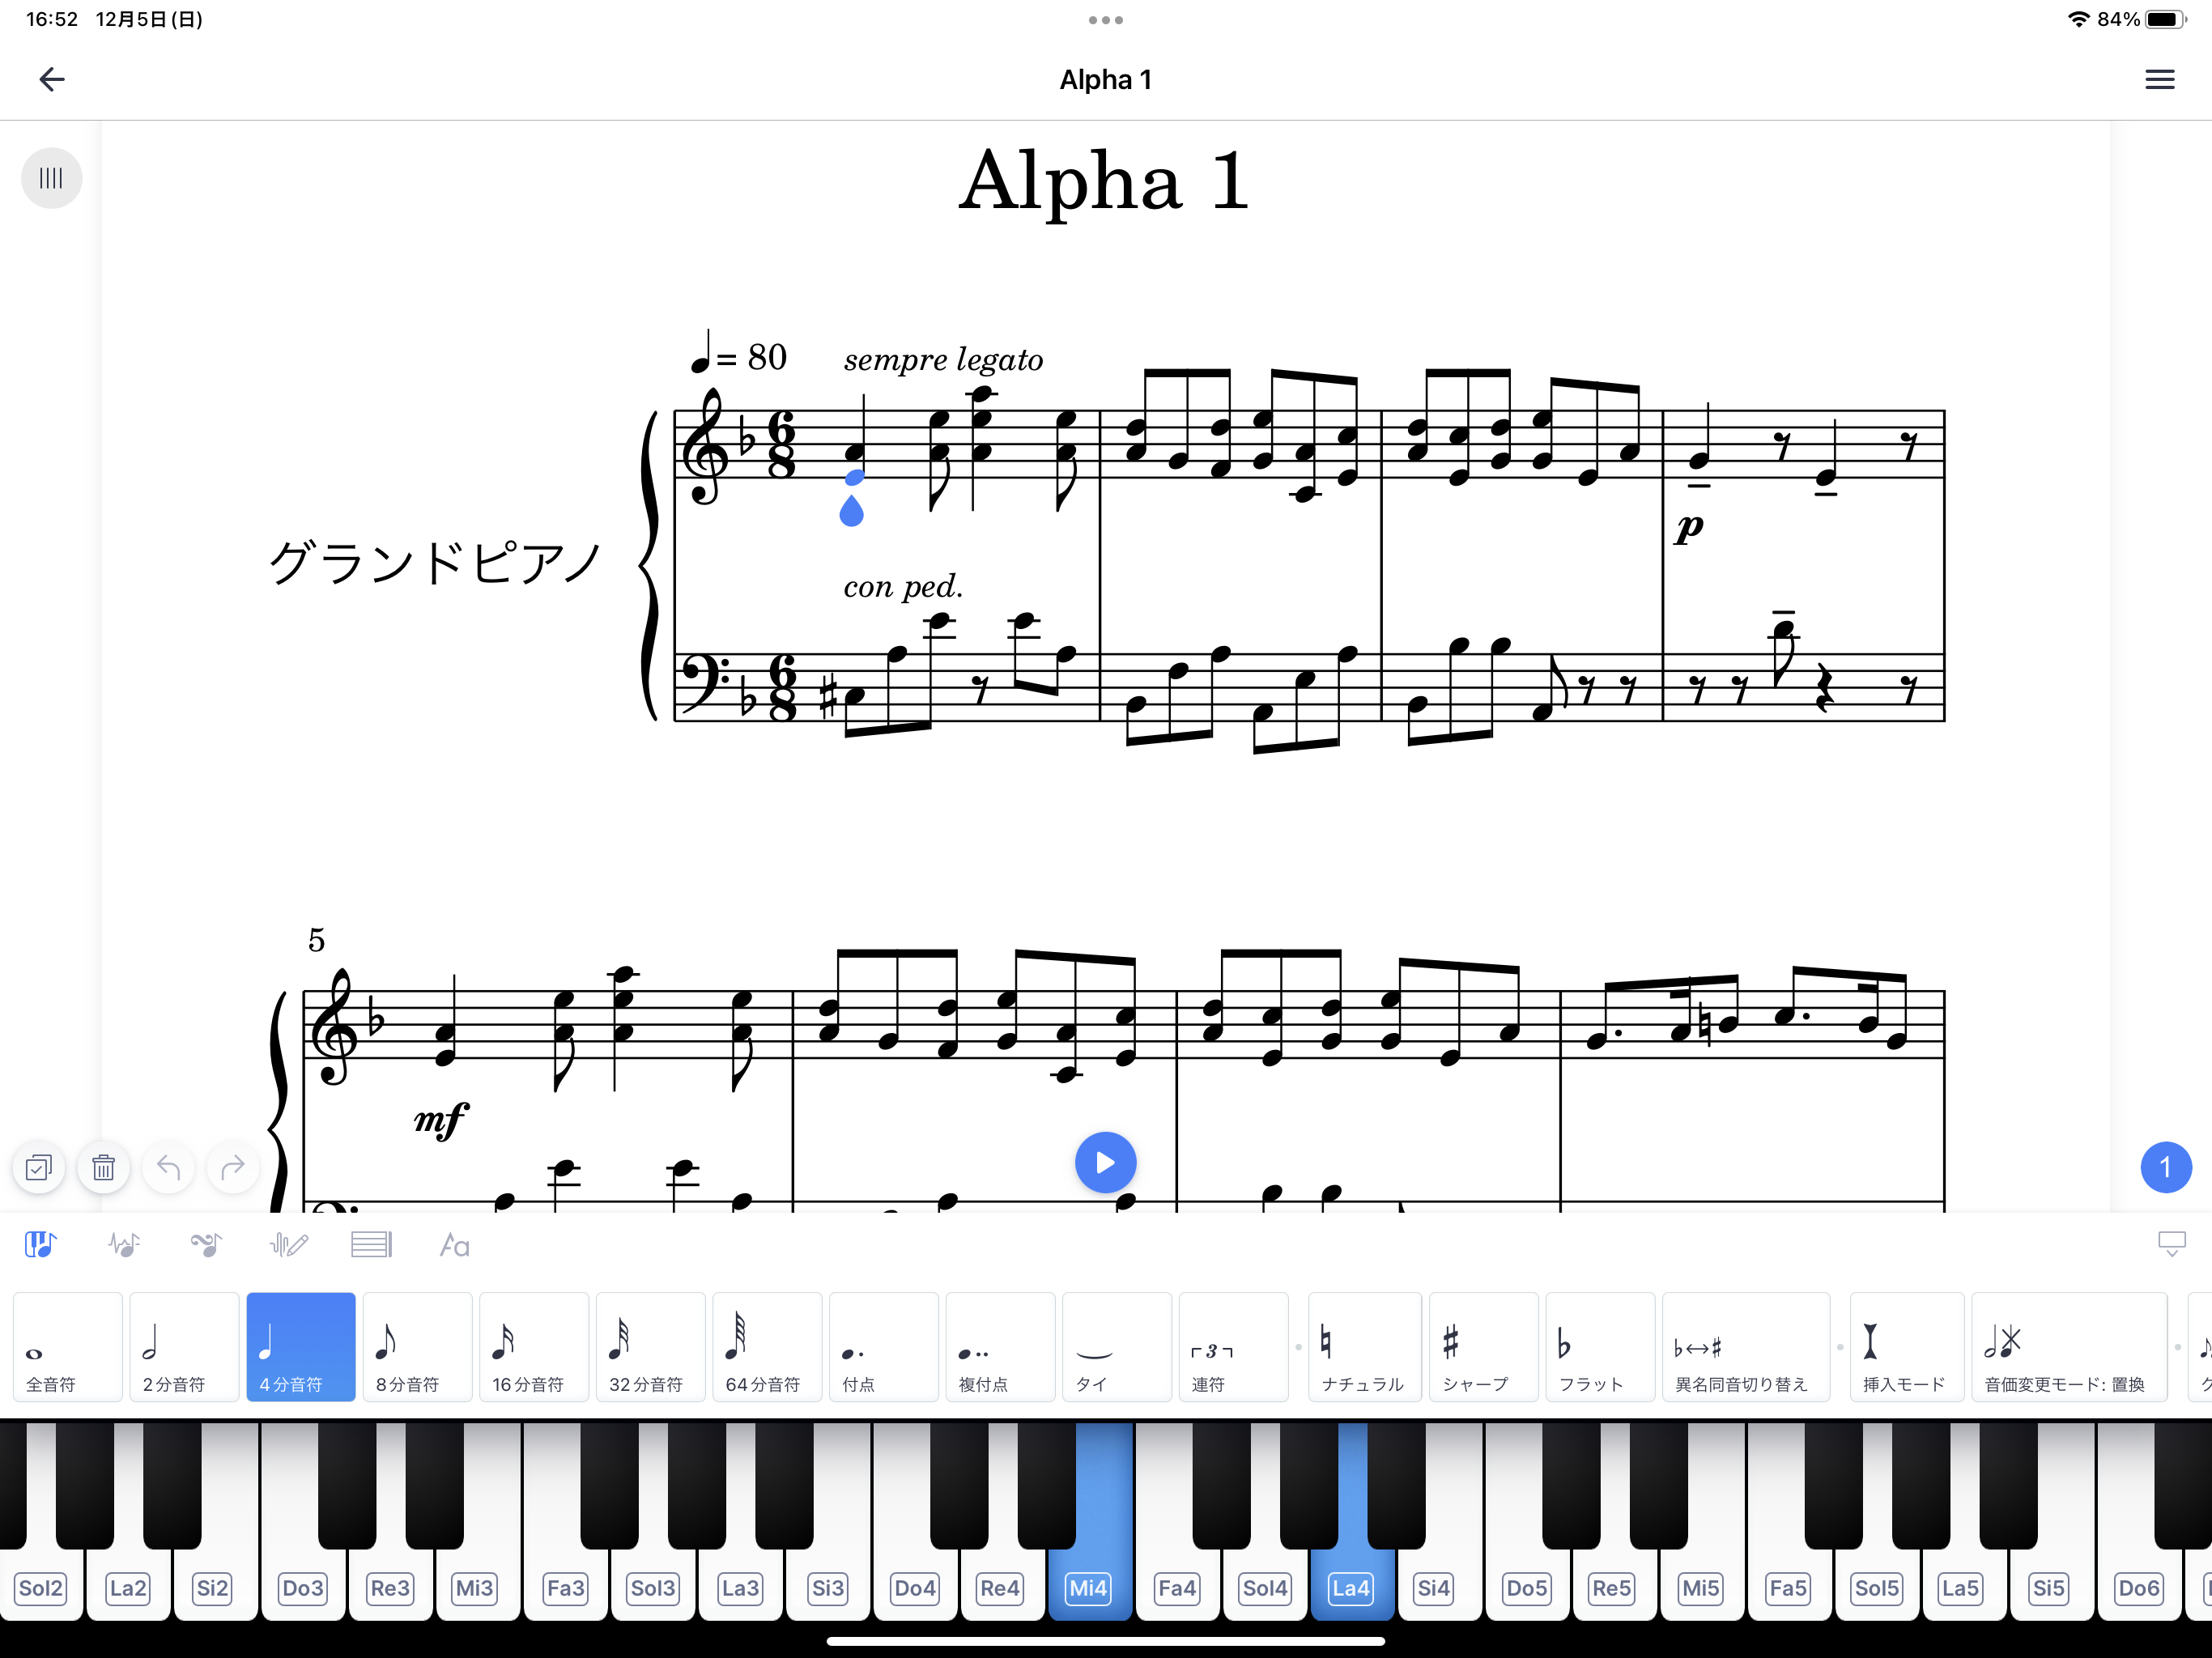 16:52 12月5日(日) 84%
Alpha 1
Alpha 1
= 80 sempre legato
6 8
p
グランドピアノ
con ped.
6 8
5
mf
1
Aa
3
全音符 2分音符 4分音符 8分音符 16分音符 32分音符 64分音符 付点 複付点 タイ 連符 ナチュラル シャープ フラット 異名同音切り替え 挿入モード 音価変更モード: 置換
Sol2 La2 Si2 Do3 Re3 Mi3 Fa3 Sol3 La3 Si3 Do4 Re4 Mi4 Fa4 Sol4 La4 Si4 Do5 Re5 Mi5 Fa5 Sol5 La5 Si5 Do6